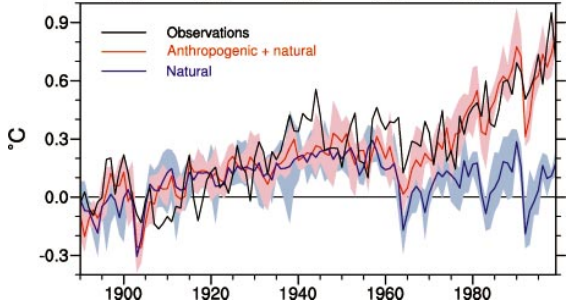 0.9
Observations
Anthropogenic + natural
Natural
0.6
°C
0.3
0.0
-0.3
1900 1920 1940 1960 1980